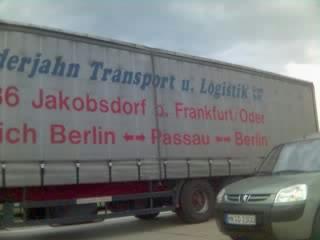 derjahn Transport u. Logistik
36 Jakobsdorf b. Frankfurt/Oder
ich Berlin ↔ Passau ↔ Berlin